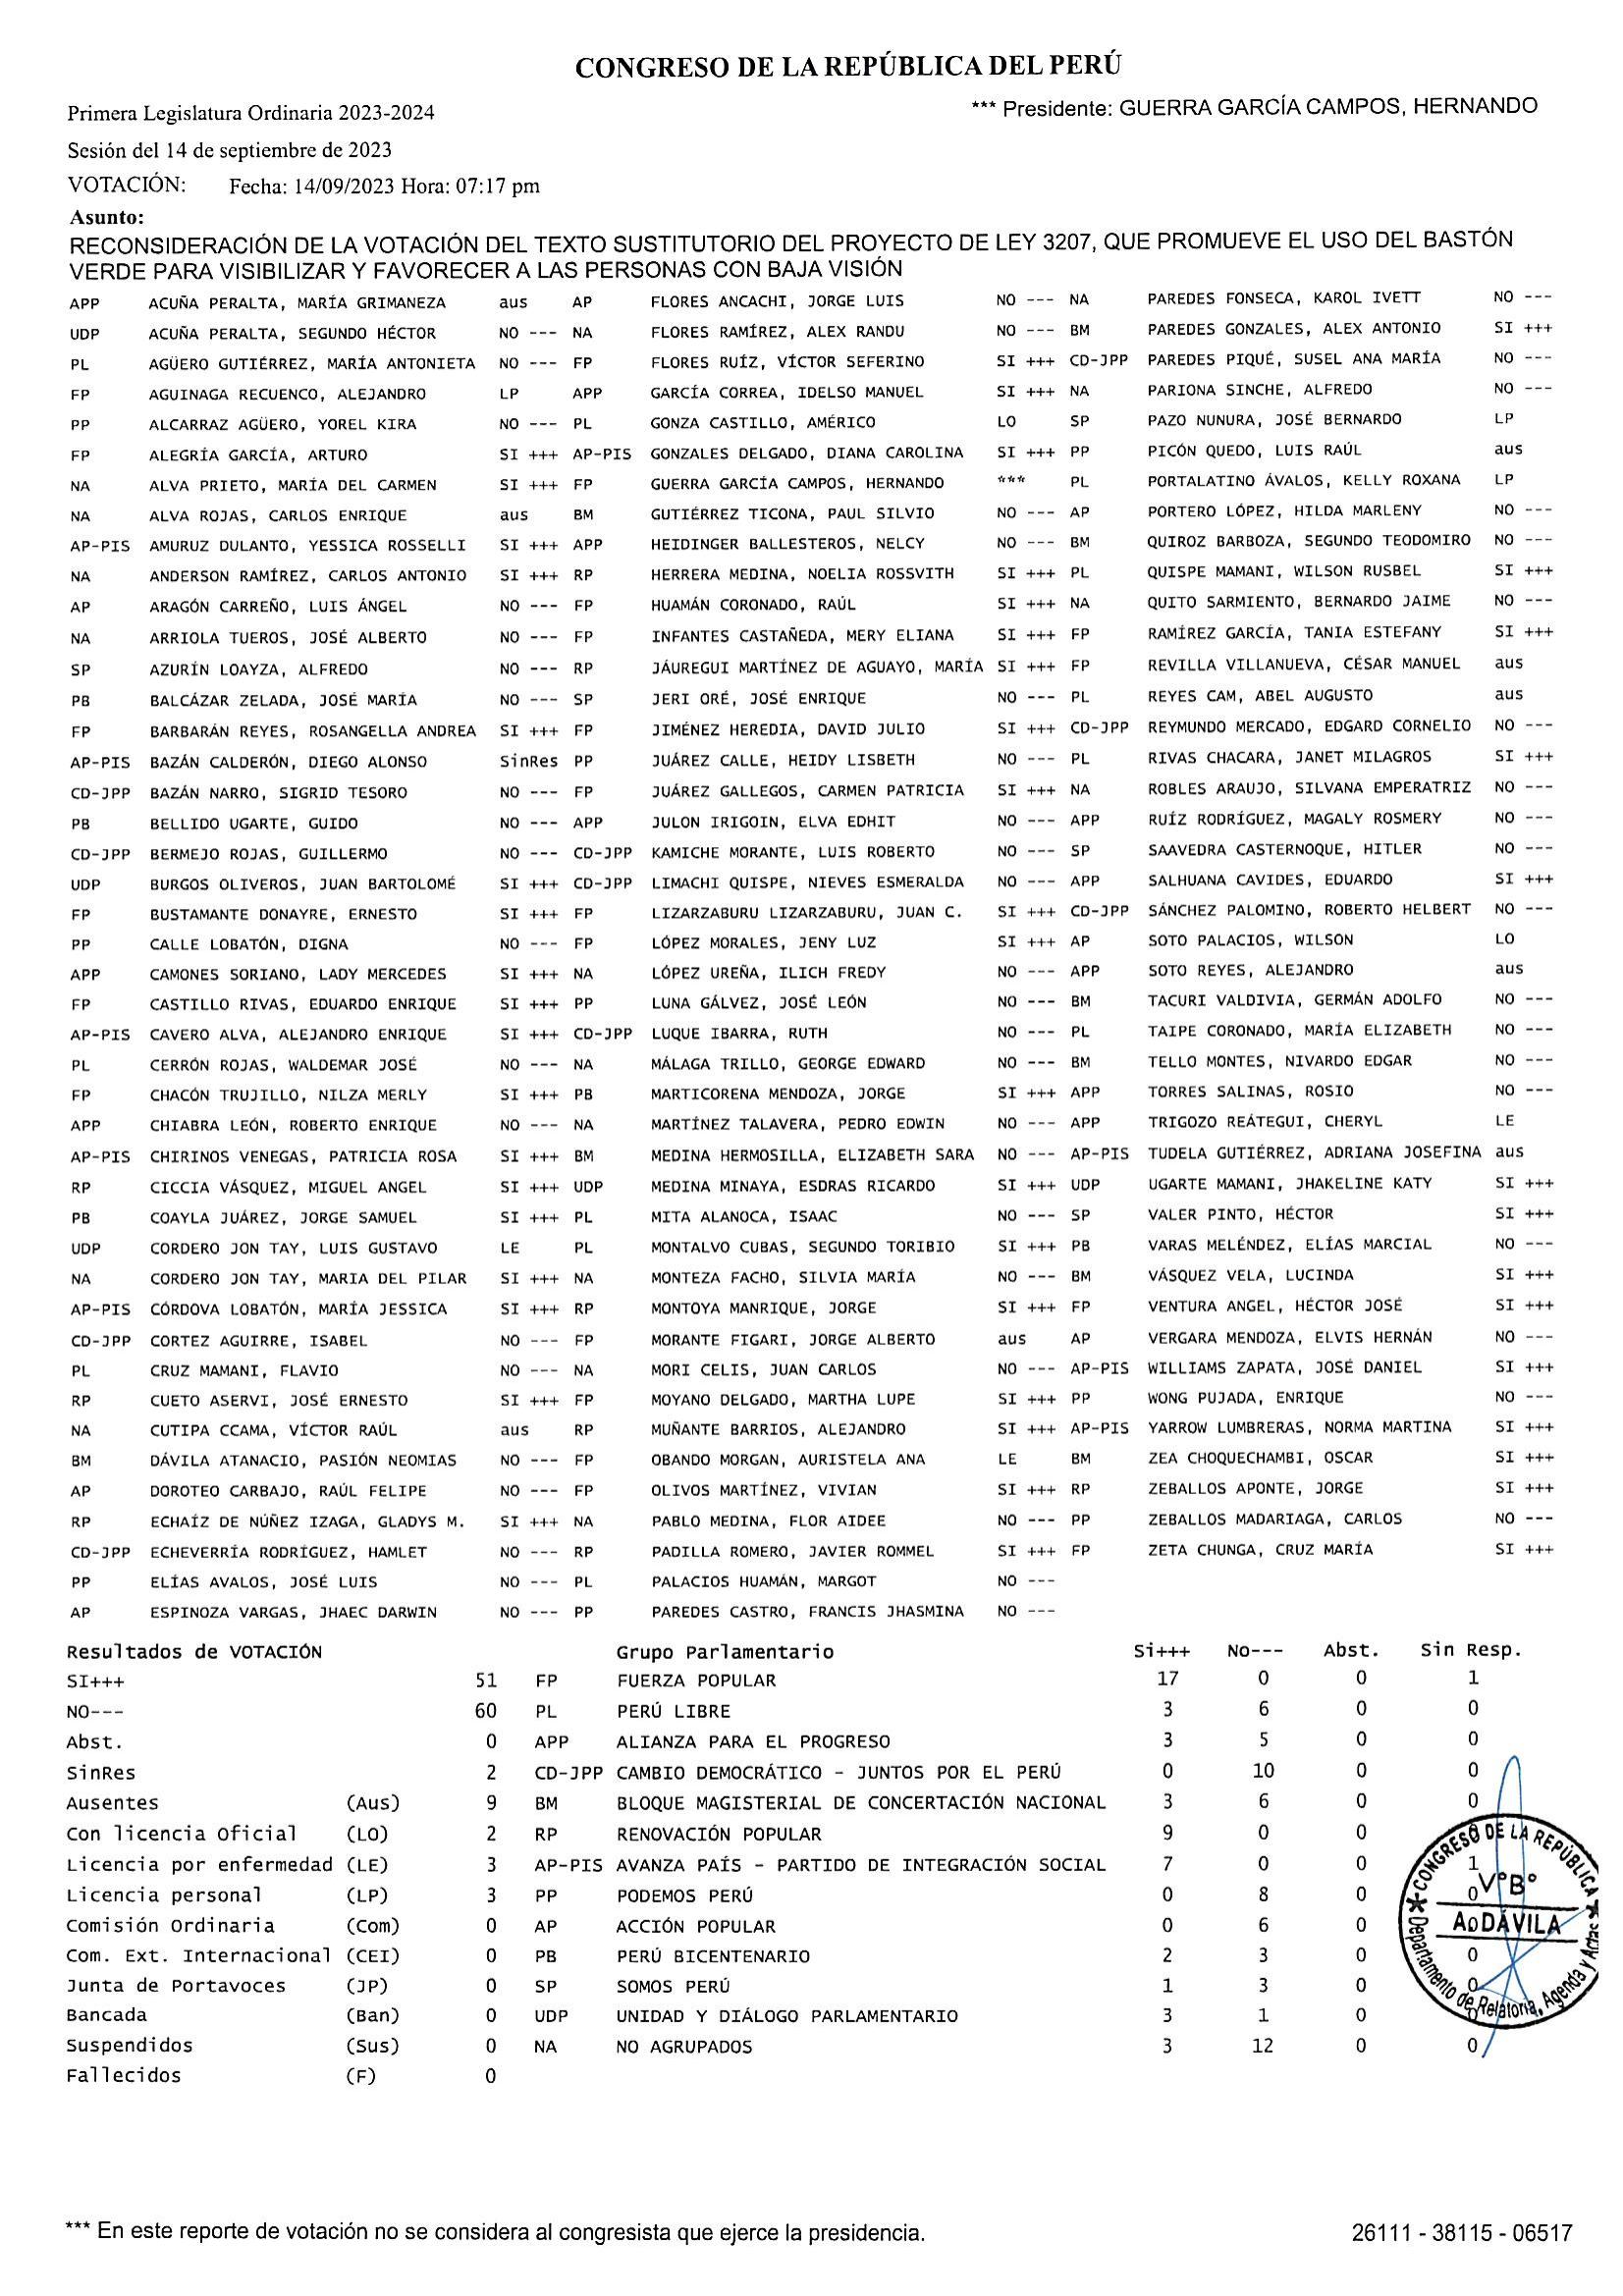 CONGRESO DE LA REPÚBLICA DEL PERÚ
Primera Legislatura Ordinaria 2023-2024 *** Presidente: GUERRA GARCÍA CAMPOS, HERNANDO
Sesión del 14 de septiembre de 2023
VOTACIÓN: Fecha: 14/09/2023 Hora: 07:17 pm
Asunto:
RECONSIDERACIÓN DE LA VOTACIÓN DEL TEXTO SUSTITUTORIO DEL PROYECTO DE LEY 3207, QUE PROMUEVE EL USO DEL BASTÓN
VERDE PARA VISIBILIZAR Y FAVORECER A LAS PERSONAS CON BAJA VISIÓN
APP ACUÑA PERALTA, MARÍA GRIMANEZA aus AP FLORES ANCACHI, JORGE LUIS NO --- NA PAREDES FONSECA, KAROL IVETT NO ---
UDP ACUÑA PERALTA, SEGUNDO HÉCTOR NO --- NA FLORES RAMÍREZ, ALEX RANDU NO --- BM PAREDES GONZALES, ALEX ANTONIO SI +++
PL AGÜERO GUTIÉRREZ, MARÍA ANTONIETA NO --- FP FLORES RUÍZ, VÍCTOR SEFERINO SI +++ CD-JPP PAREDES PIQUÉ, SUSEL ANA MARÍA NO ---
FP AGUINAGA RECUENCO, ALEJANDRO LP APP GARCÍA CORREA, IDELSO MANUEL SI +++ NA PARIONA SINCHE, ALFREDO NO ---
PP ALCARRAZ AGÜERO, YOREL KIRA NO --- PL GONZA CASTILLO, AMÉRICO LO SP PAZO NUNURA, JOSÉ BERNARDO LP
FP ALEGRÍA GARCÍA, ARTURO SI +++ AP-PIS GONZALES DELGADO, DIANA CAROLINA SI +++ PP PICÓN QUEDO, LUIS RAÚL aus
NA ALVA PRIETO, MARÍA DEL CARMEN SI +++ FP GUERRA GARCÍA CAMPOS, HERNANDO *** PL PORTALATINO ÁVALOS, KELLY ROXANA LP
NA ALVA ROJAS, CARLOS ENRIQUE aus BM GUTIÉRREZ TICONA, PAUL SILVIO NO --- AP PORTERO LÓPEZ, HILDA MARLENY NO ---
AP-PIS AMURUZ DULANTO, YESSICA ROSSELLI SI +++ APP HEIDINGER BALLESTEROS, NELCY NO --- BM QUIROZ BARBOZA, SEGUNDO TEODOMIRO NO ---
NA ANDERSON RAMÍREZ, CARLOS ANTONIO SI +++ RP HERRERA MEDINA, NOELIA ROSSVITH SI +++ PL QUISPE MAMANI, WILSON RUSBEL SI +++
AP ARAGÓN CARREÑO, LUIS ÁNGEL NO --- FP HUAMÁN CORONADO, RAÚL SI +++ NA QUITO SARMIENTO, BERNARDO JAIME NO ---
NA ARRIOLA TUEROS, JOSÉ ALBERTO NO --- FP INFANTES CASTAÑEDA, MERY ELIANA SI +++ FP RAMÍREZ GARCÍA, TANIA ESTEFANY SI +++
SP AZURÍN LOAYZA, ALFREDO NO --- RP JÁUREGUI MARTÍNEZ DE AGUAYO, MARÍA SI +++ FP REVILLA VILLANUEVA, CÉSAR MANUEL aus
PB BALCÁZAR ZELADA, JOSÉ MARÍA NO --- SP JERI ORÉ, JOSÉ ENRIQUE NO --- PL REYES CAM, ABEL AUGUSTO aus
FP BARBARÁN REYES, ROSANGELLA ANDREA SI +++ FP JIMÉNEZ HEREDIA, DAVID JULIO SI +++ CD-JPP REYMUNDO MERCADO, EDGARD CORNELIO NO ---
AP-PIS BAZÁN CALDERÓN, DIEGO ALONSO SinRes PP JUÁREZ CALLE, HEIDY LISBETH NO --- PL RIVAS CHACARA, JANET MILAGROS SI +++
CD-JPP BAZÁN NARRO, SIGRID TESORO NO --- FP JUÁREZ GALLEGOS, CARMEN PATRICIA SI +++ NA ROBLES ARAUJO, SILVANA EMPERATRIZ NO ---
PB BELLIDO UGARTE, GUIDO NO --- APP JULON IRIGOIN, ELVA EDHIT NO --- APP RUÍZ RODRÍGUEZ, MAGALY ROSMERY NO ---
CD-JPP BERMEJO ROJAS, GUILLERMO NO --- CD-JPP KAMICHE MORANTE, LUIS ROBERTO NO --- SP SAAVEDRA CASTERNOQUE, HITLER NO ---
UDP BURGOS OLIVEROS, JUAN BARTOLOMÉ SI +++ CD-JPP LIMACHI QUISPE, NIEVES ESMERALDA NO --- APP SALHUANA CAVIDES, EDUARDO SI +++
FP BUSTAMANTE DONAYRE, ERNESTO SI +++ FP LIZARZABURU LIZARZABURU, JUAN C. SI +++ CD-JPP SÁNCHEZ PALOMINO, ROBERTO HELBERT NO ---
PP CALLE LOBATÓN, DIGNA NO --- FP LÓPEZ MORALES, JENY LUZ SI +++ AP SOTO PALACIOS, WILSON LO
APP CAMONES SORIANO, LADY MERCEDES SI +++ NA LÓPEZ UREÑA, ILICH FREDY NO --- APP SOTO REYES, ALEJANDRO aus
FP CASTILLO RIVAS, EDUARDO ENRIQUE SI +++ PP LUNA GÁLVEZ, JOSÉ LEÓN NO --- BM TACURI VALDIVIA, GERMÁN ADOLFO NO ---
AP-PIS CAVERO ALVA, ALEJANDRO ENRIQUE SI +++ CD-JPP LUQUE IBARRA, RUTH NO --- PL TAIPE CORONADO, MARÍA ELIZABETH NO ---
PL CERRÓN ROJAS, WALDEMAR JOSÉ NO --- NA MÁLAGA TRILLO, GEORGE EDWARD NO --- BM TELLO MONTES, NIVARDO EDGAR NO ---
FP CHACÓN TRUJILLO, NILZA MERLY SI +++ PB MARTICORENA MENDOZA, JORGE SI +++ APP TORRES SALINAS, ROSIO NO ---
APP CHIABRA LEÓN, ROBERTO ENRIQUE NO --- NA MARTÍNEZ TALAVERA, PEDRO EDWIN NO --- APP TRIGOZO REÁTEGUI, CHERYL LE
AP-PIS CHIRINOS VENEGAS, PATRICIA ROSA SI +++ BM MEDINA HERMOSILLA, ELIZABETH SARA NO --- AP-PIS TUDELA GUTIÉRREZ, ADRIANA JOSEFINA aus
RP CICCIA VÁSQUEZ, MIGUEL ANGEL SI +++ UDP MEDINA MINAYA, ESDRAS RICARDO SI +++ UDP UGARTE MAMANI, JHAKELINE KATY SI +++
PB COAYLA JUÁREZ, JORGE SAMUEL SI +++ PL MITA ALANOCA, ISAAC NO --- SP VALER PINTO, HÉCTOR SI +++
UDP CORDERO JON TAY, LUIS GUSTAVO LE PL MONTALVO CUBAS, SEGUNDO TORIBIO SI +++ PB VARAS MELÉNDEZ, ELÍAS MARCIAL NO ---
NA CORDERO JON TAY, MARIA DEL PILAR SI +++ NA MONTEZA FACHO, SILVIA MARÍA NO --- BM VÁSQUEZ VELA, LUCINDA SI +++
AP-PIS CÓRDOVA LOBATÓN, MARÍA JESSICA SI +++ RP MONTOYA MANRIQUE, JORGE SI +++ FP VENTURA ANGEL, HÉCTOR JOSÉ SI +++
CD-JPP CORTEZ AGUIRRE, ISABEL NO --- FP MORANTE FIGARI, JORGE ALBERTO aus AP VERGARA MENDOZA, ELVIS HERNÁN NO ---
PL CRUZ MAMANI, FLAVIO NO --- NA MORI CELIS, JUAN CARLOS NO --- AP-PIS WILLIAMS ZAPATA, JOSÉ DANIEL SI +++
RP CUETO ASERVI, JOSÉ ERNESTO SI +++ FP MOYANO DELGADO, MARTHA LUPE SI +++ PP WONG PUJADA, ENRIQUE NO ---
NA CUTIPA CCAMA, VÍCTOR RAÚL aus RP MUÑANTE BARRIOS, ALEJANDRO SI +++ AP-PIS YARROW LUMBRERAS, NORMA MARTINA SI +++
BM DÁVILA ATANACIO, PASIÓN NEOMIAS NO --- FP OBANDO MORGAN, AURISTELA ANA LE BM ZEA CHOQUECHAMBI, OSCAR SI +++
AP DOROTEO CARBAJO, RAÚL FELIPE NO --- FP OLIVOS MARTÍNEZ, VIVIAN SI +++ RP ZEBALLOS APONTE, JORGE SI +++
RP ECHAÍZ DE NÚÑEZ IZAGA, GLADYS M. SI +++ NA PABLO MEDINA, FLOR AIDEE NO --- PP ZEBALLOS MADARIAGA, CARLOS NO ---
CD-JPP ECHEVERRÍA RODRÍGUEZ, HAMLET NO --- RP PADILLA ROMERO, JAVIER ROMMEL SI +++ FP ZETA CHUNGA, CRUZ MARÍA SI +++
PP ELÍAS AVALOS, JOSÉ LUIS NO --- PL PALACIOS HUAMÁN, MARGOT NO ---
AP ESPINOZA VARGAS, JHAEC DARWIN NO --- PP PAREDES CASTRO, FRANCIS JHASMINA NO ---
Resultados de VOTACIÓN Grupo Parlamentario Si+++ No--- Abst. Sin Resp.
SI+++ 51 FP FUERZA POPULAR 17 0 0 1
NO--- 60 PL PERÚ LIBRE 3 6 0 0
Abst. 0 APP ALIANZA PARA EL PROGRESO 3 5 0 0
SinRes 2 CD-JPP CAMBIO DEMOCRÁTICO - JUNTOS POR EL PERÚ 0 10 0 0
Ausentes (Aus) 9 BM BLOQUE MAGISTERIAL DE CONCERTACIÓN NACIONAL 3 6 0 0
Con licencia Oficial (LO) 2 RP RENOVACIÓN POPULAR 9 0 0 0
Licencia por enfermedad (LE) 3 AP-PIS AVANZA PAÍS - PARTIDO DE INTEGRACIÓN SOCIAL 7 0 0 1
Licencia personal (LP) 3 PP PODEMOS PERÚ 0 8 0 0
Comisión Ordinaria (Com) 0 AP ACCIÓN POPULAR 0 6 0 0
Com. Ext. Internacional (CEI) 0 PB PERÚ BICENTENARIO 2 3 0 0
Junta de Portavoces (JP) 0 SP SOMOS PERÚ 1 3 0 0
Bancada (Ban) 0 UDP UNIDAD Y DIÁLOGO PARLAMENTARIO 3 1 0 0
Suspendidos (Sus) 0 NA NO AGRUPADOS 3 12 0 0
Fallecidos (F) 0
CONGRESO DE LA REPÚBLICA
V°B°
A. DÁVILA
Departamento de Relatoría, Agenda y Actas
*** En este reporte de votación no se considera al congresista que ejerce la presidencia. 26111 - 38115 - 06517